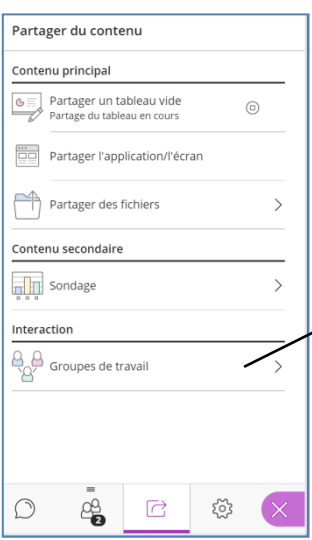 Partager du contenu
Contenu principal
Partager un tableau vide
Partage du tableau en cours
Partager l'application/l'écran
Partager des fichiers
Contenu secondaire
Sondage
Interaction
Groupes de travail
2